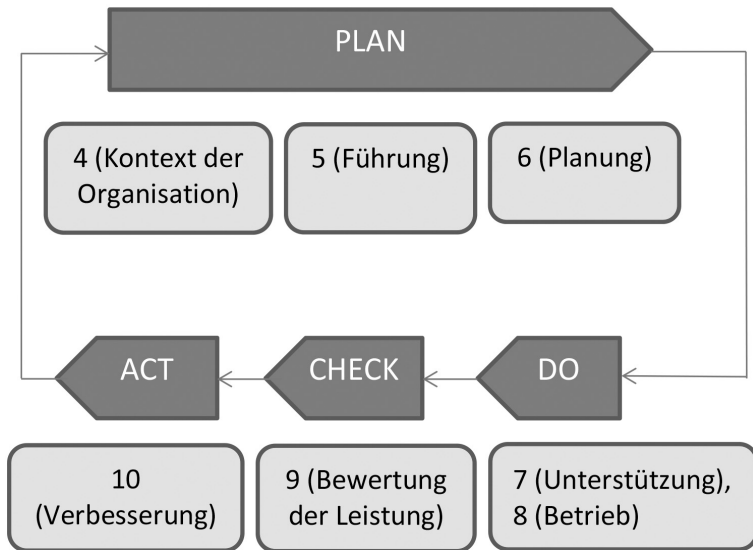 PLAN
4 (Kontext der
Organisation)
5 (Führung)
6 (Planung)
ACT
CHECK
DO
10
(Verbesserung)
9 (Bewertung
der Leistung)
7 (Unterstützung),
8 (Betrieb)